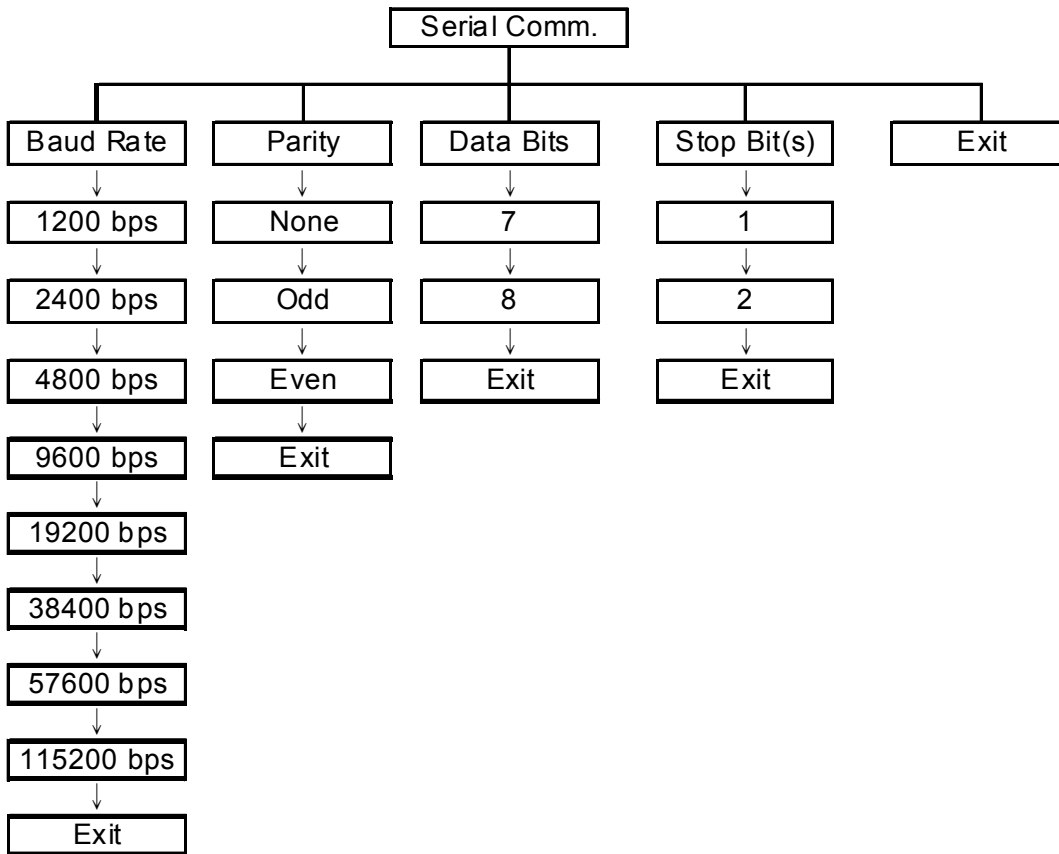 Serial Comm.
Baud Rate
Parity
Data Bits
Stop Bit(s)
Exit
1200 bps
None
7
1
2400 bps
Odd
8
2
4800 bps
Even
Exit
Exit
9600 bps
Exit
19200 bps
38400 bps
57600 bps
115200 bps
Exit